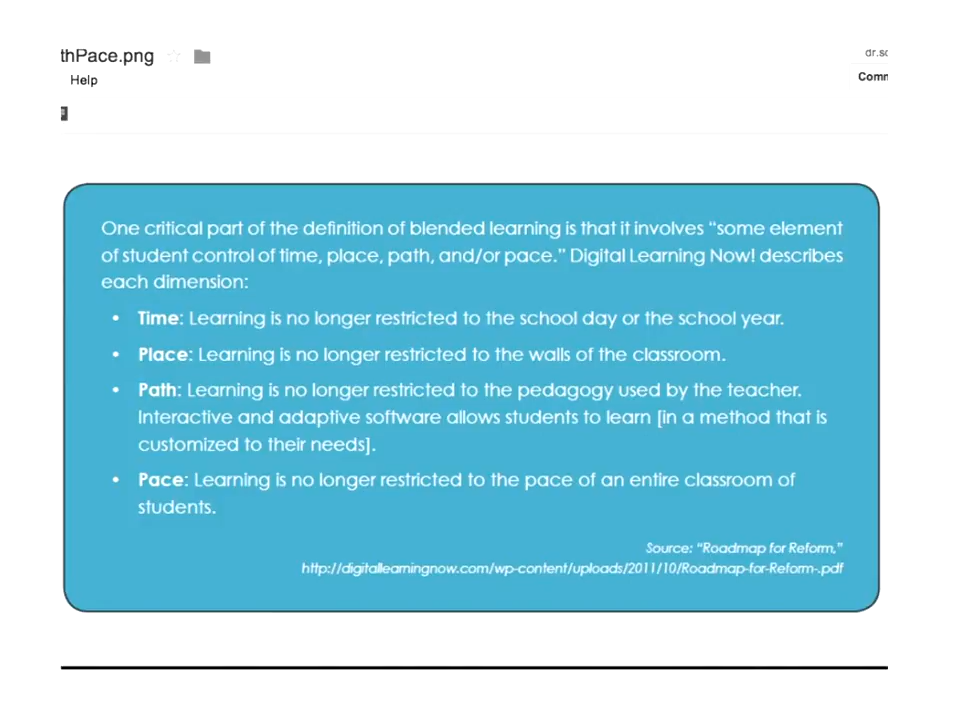 thPace.png
dr.sc
Help
Comm
One critical part of the definition of blended learning is that it involves “some element
of student control of time, place, path, and/or pace.” Digital Learning Now! describes
each dimension:
• Time: Learning is no longer restricted to the school day or the school year.
• Place: Learning is no longer restricted to the walls of the classroom.
• Path: Learning is no longer restricted to the pedagogy used by the teacher.
Interactive and adaptive software allows students to learn [in a method that is
customized to their needs].
• Pace: Learning is no longer restricted to the pace of an entire classroom of
students.
Source: “Roadmap for Reform,”
http://digitallearningnow.com/wp-content/uploads/2011/10/Roadmap-for-Reform-.pdf